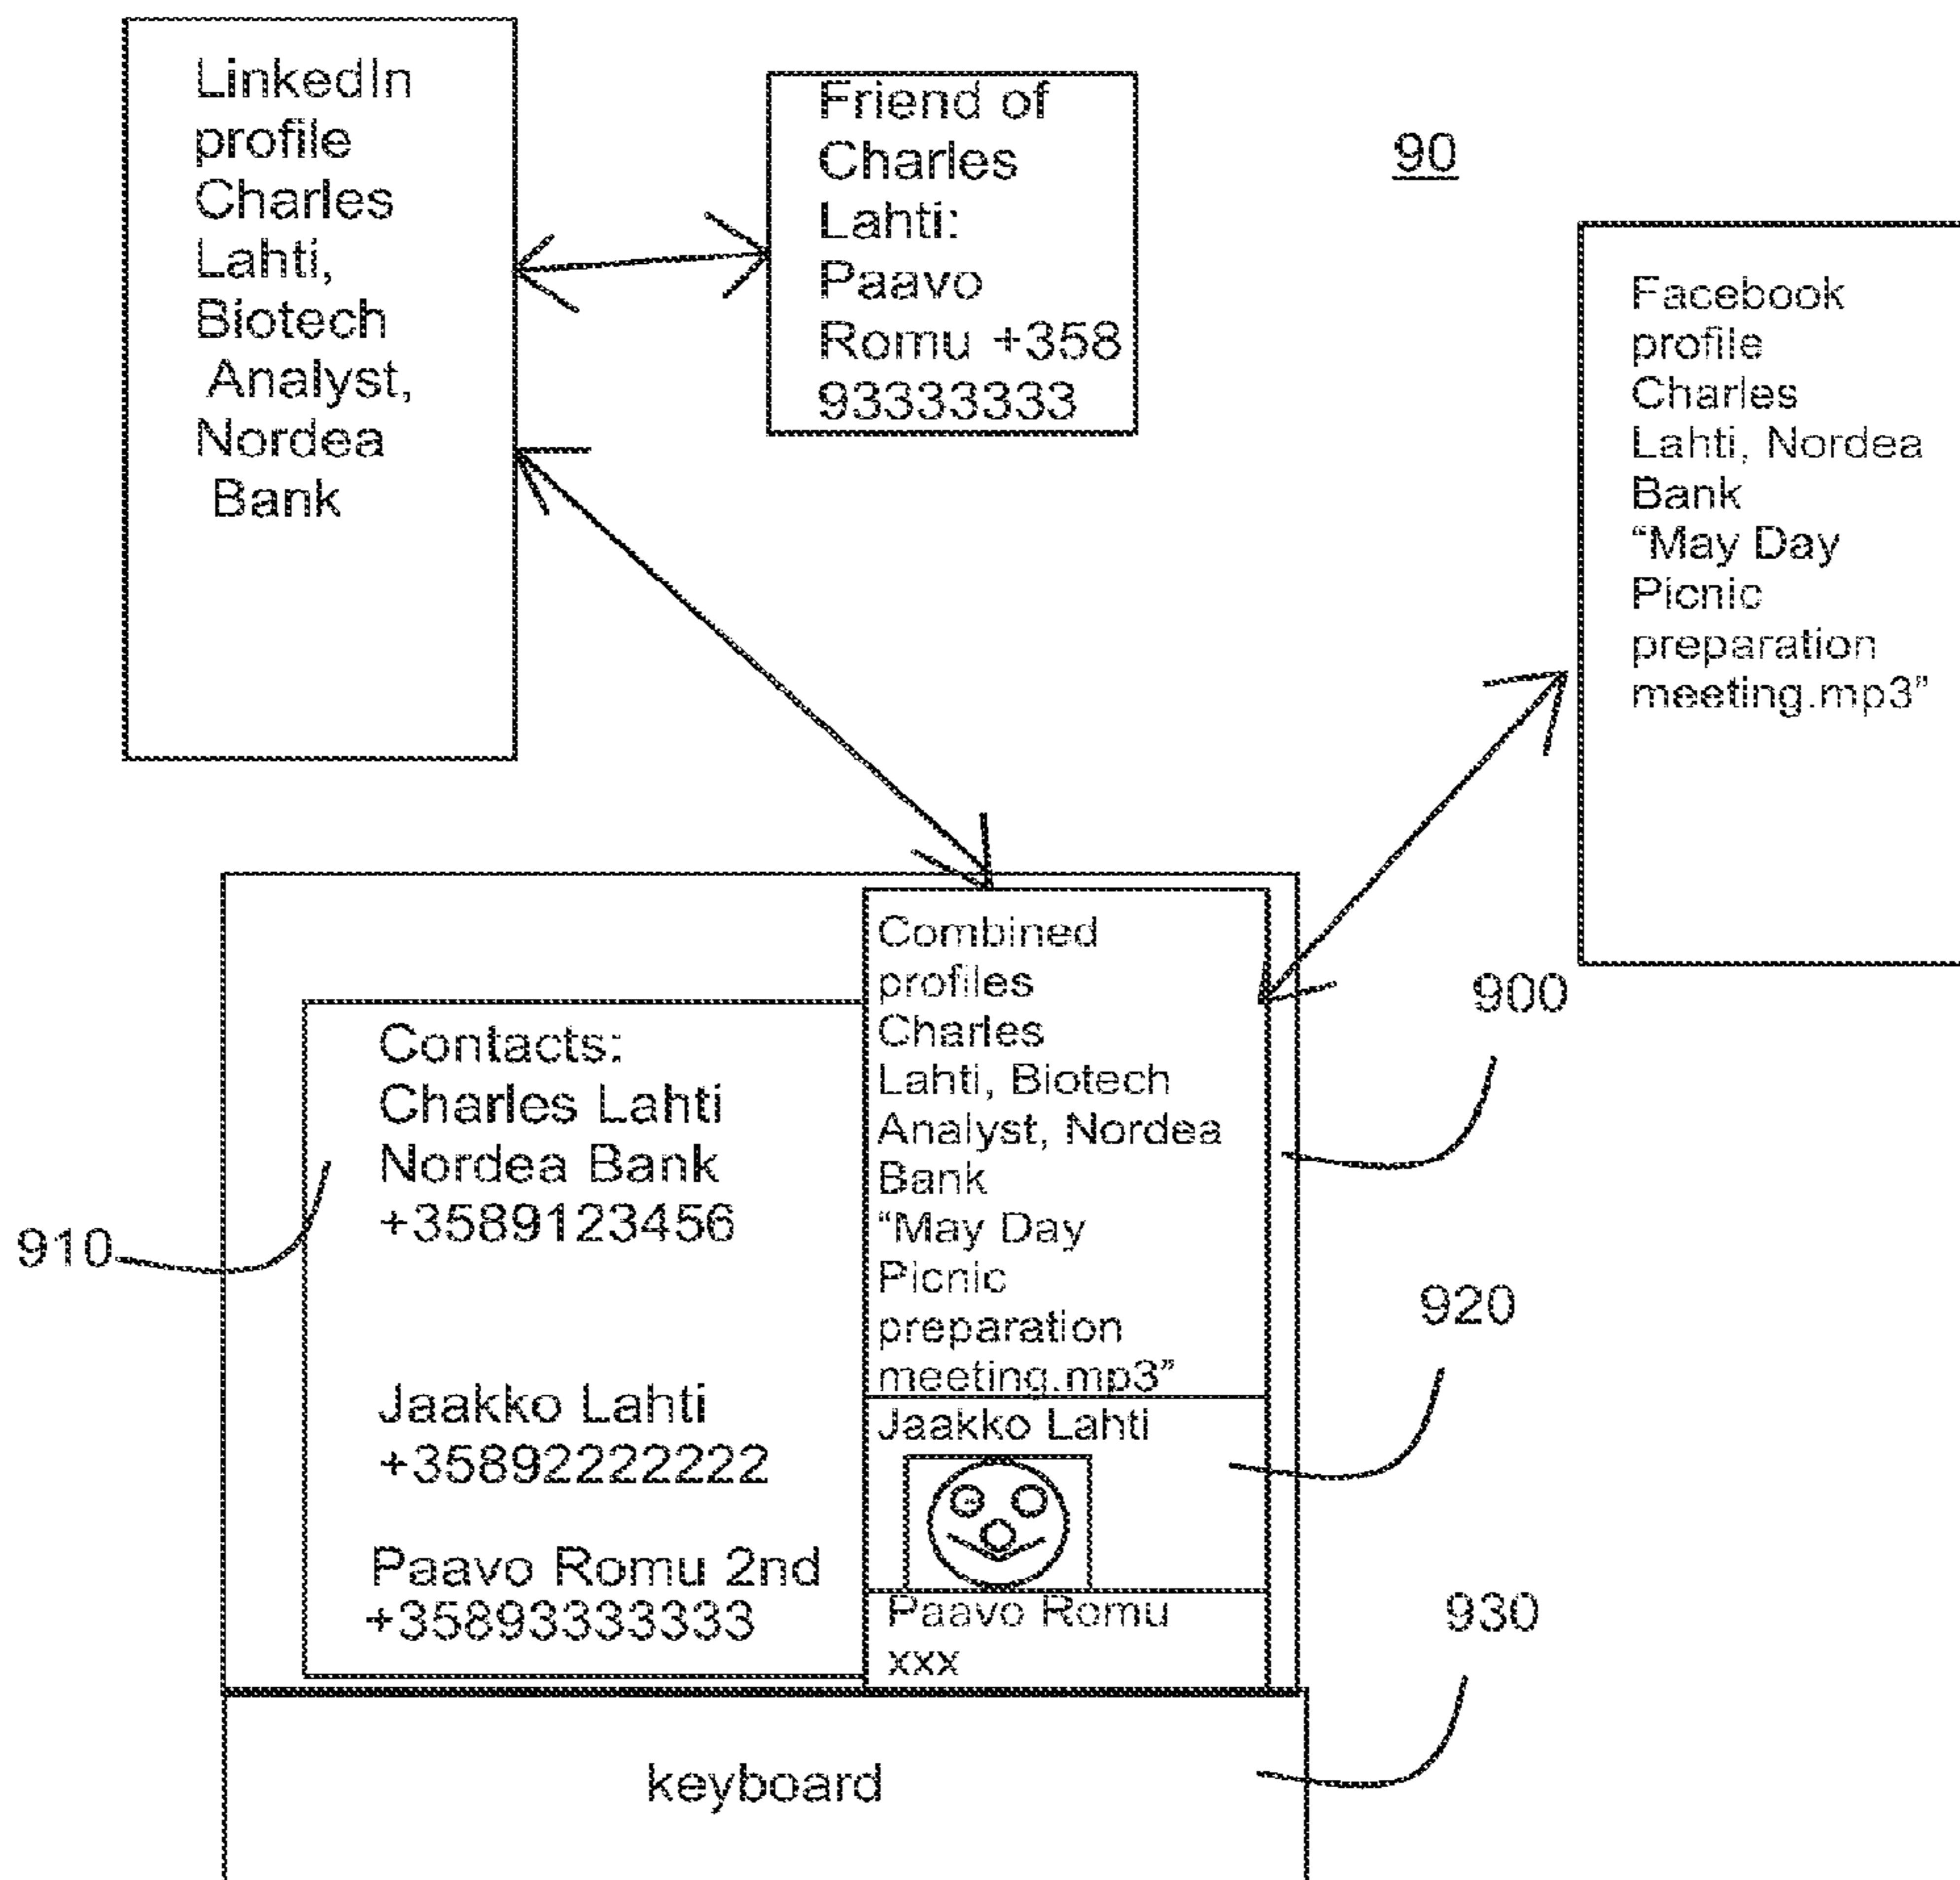 LinkedIn
profile
Charles
Lahti,
Biotech
Analyst,
Nordea
Bank
Friend of
Charles
Lahti:
Paavo
Romu +358
93333333
90
Facebook
profile
Charles
Lahti, Nordea
Bank
“May Day
Picnic
preparation
meeting.mp3”
Contacts:
Charles Lahti
Nordea Bank
+3589123456
Jaakko Lahti
+35892222222
Paavo Romu 2nd
+35893333333
910
Combined
profiles
Charles
Lahti, Biotech
Analyst, Nordea
Bank
“May Day
Picnic
preparation
meeting.mp3”
Jaakko Lahti
Paavo Romu
xxx
900
920
930
keyboard